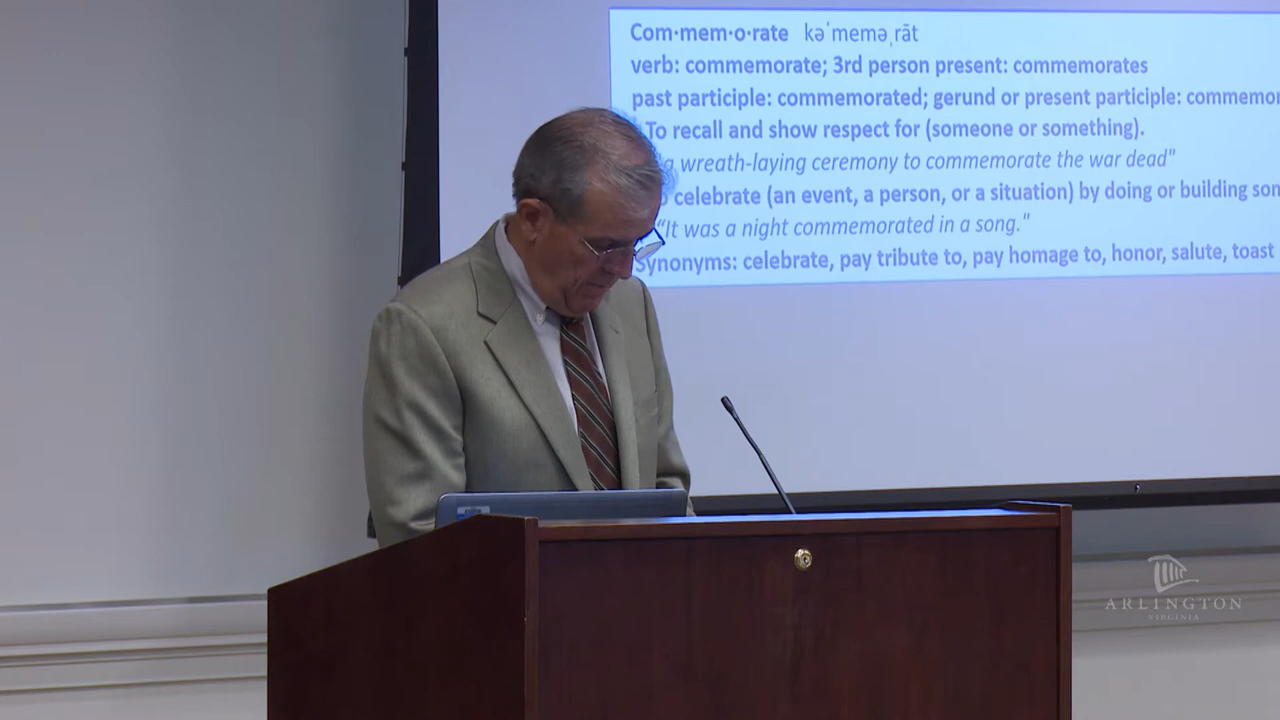 Com·mem·o·rate kəˈmeməˌrāt
verb: commemorate; 3rd person present: commemorates
past participle: commemorated; gerund or present participle: commemor
To recall and show respect for (someone or something).
a wreath-laying ceremony to commemorate the war dead"
celebrate (an event, a person, or a situation) by doing or building som
“It was a night commemorated in a song."
Synonyms: celebrate, pay tribute to, pay homage to, honor, salute, toast
ARLINGTON
VIRGINIA